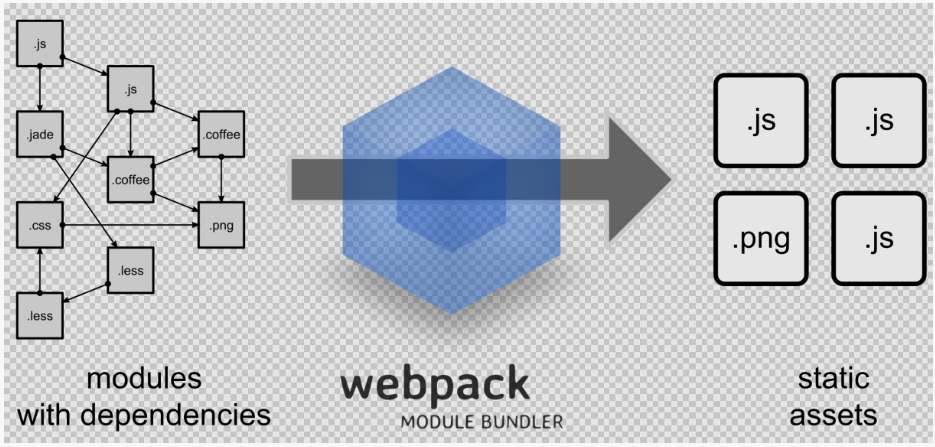 .js
.js
.jade
.coffee
.coffee
.css
.png
.less
.less
modules
with dependencies
webpack
MODULE BUNDLER
.js
.js
.png
.js
static
assets